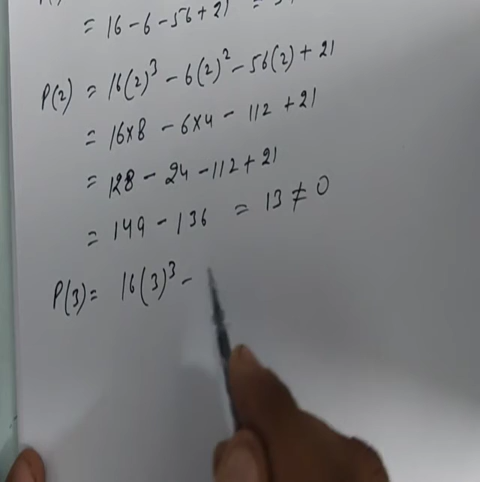 = 16 - 6 - 56 + 21 =
P(2) = 16(2)³ - 6(2)² - 56(2) + 21
= 16×8 - 6×4 - 112 + 21
= 128 - 24 - 112 + 21
= 149 - 136 = 13 ≠ 0
P(3) = 16(3)³ -